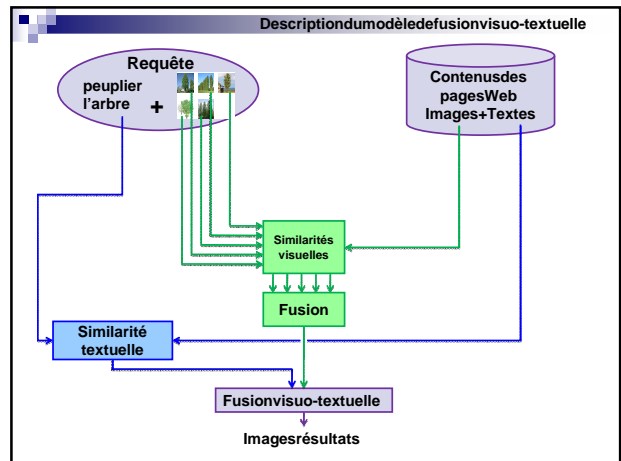 Descriptiondumodèledefusionvisuo-textuelle
Requête
peuplier
l'arbre
+
Contenusdes
pagesWeb
Images+Textes
Similarités
visuelles
Fusion
Similarité
textuelle
Fusionvisuo-textuelle
Imagesrésultats